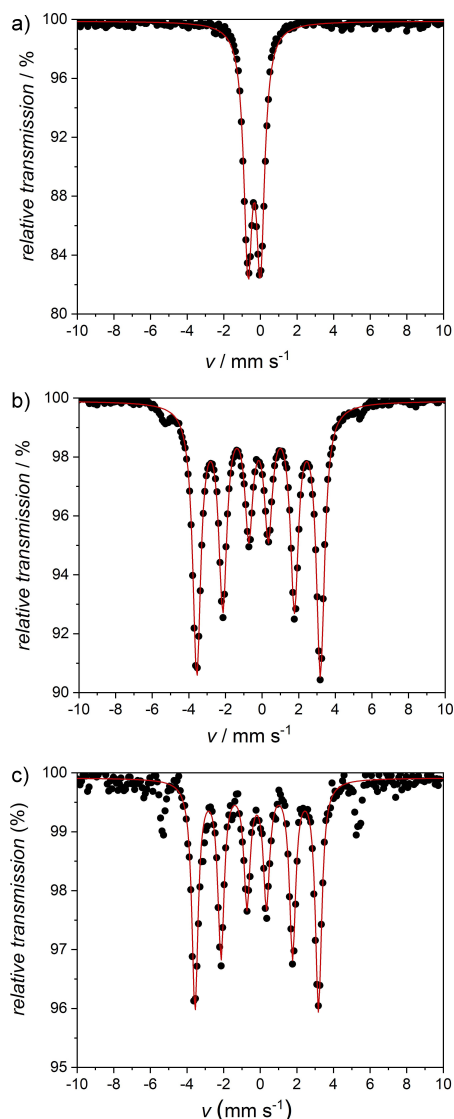 a)
100
96
92
88
84
80
relative transmission / %
-10 -8 -6 -4 -2 0 2 4 6 8 10
v / mm s⁻¹
b)
100
98
96
94
92
90
relative transmission / %
-10 -8 -6 -4 -2 0 2 4 6 8 10
v / mm s⁻¹
c)
100
99
98
97
96
95
relative transmission (%)
-10 -8 -6 -4 -2 0 2 4 6 8 10
v (mm s⁻¹)